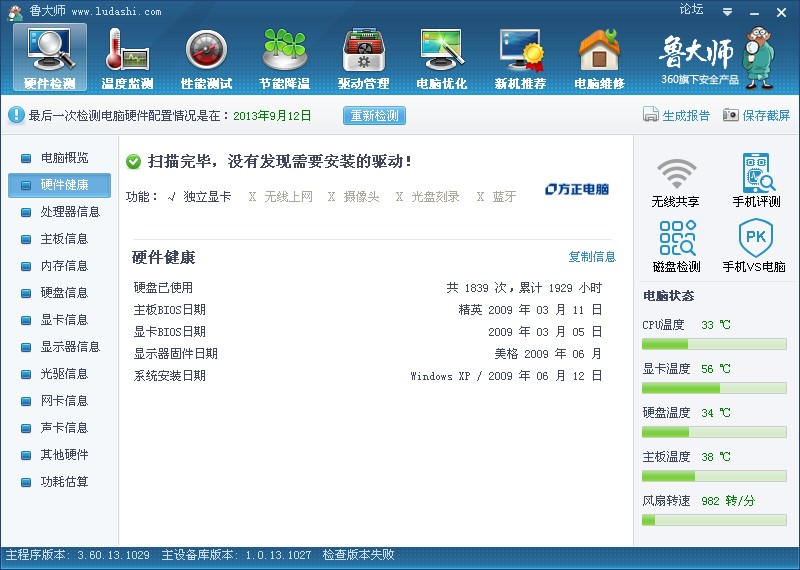 鲁大师 www.ludashi.com
论坛
硬件检测 温度监测 性能测试 节能降温 驱动管理 电脑优化 新机推荐 电脑维修
鲁大师
360旗下安全产品
最后一次检测电脑硬件配置情况是在：2013年9月12日 重新检测 生成报告 保存截屏
电脑概览
硬件健康
处理器信息
主板信息
内存信息
硬盘信息
显卡信息
显示器信息
光驱信息
网卡信息
声卡信息
其他硬件
功耗估算
扫描完毕，没有发现需要安装的驱动！
功能： √ 独立显卡 X 无线上网 X 摄像头 X 光盘刻录 X 蓝牙
方正电脑
硬件健康 复制信息
硬盘已使用 共 1839 次，累计 1929 小时
主板BIOS日期 精英 2009 年 03 月 11 日
显卡BIOS日期 2009 年 03 月 05 日
显示器固件日期 美格 2009 年 06 月
系统安装日期 Windows XP / 2009 年 06 月 12 日
无线共享 手机评测
PK
磁盘检测 手机VS电脑
电脑状态
CPU温度 33 ℃
显卡温度 56 ℃
硬盘温度 34 ℃
主板温度 38 ℃
风扇转速 982 转/分
主程序版本: 3.60.13.1029 主设备库版本: 1.0.13.1027 检查版本失败